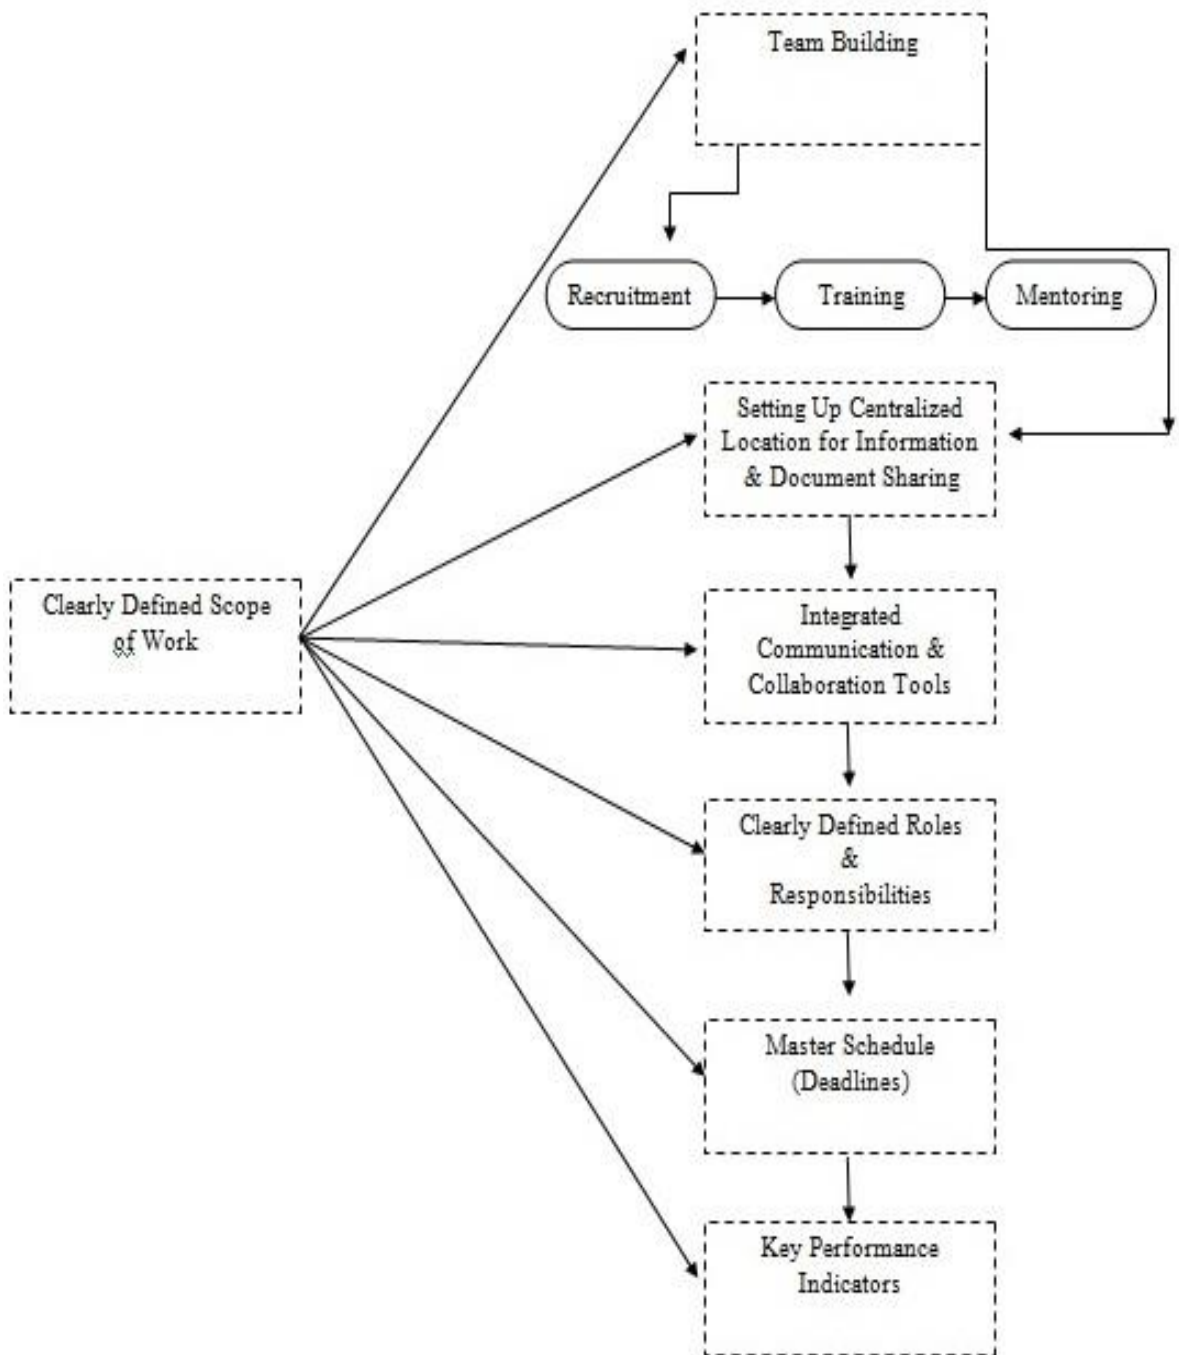 Team Building
Recruitment
Training
Mentoring
Setting Up Centralized
Location for Information
& Document Sharing
Clearly Defined Scope
of Work
Integrated
Communication &
Collaboration Tools
Clearly Defined Roles
&
Responsibilities
Master Schedule
(Deadlines)
Key Performance
Indicators